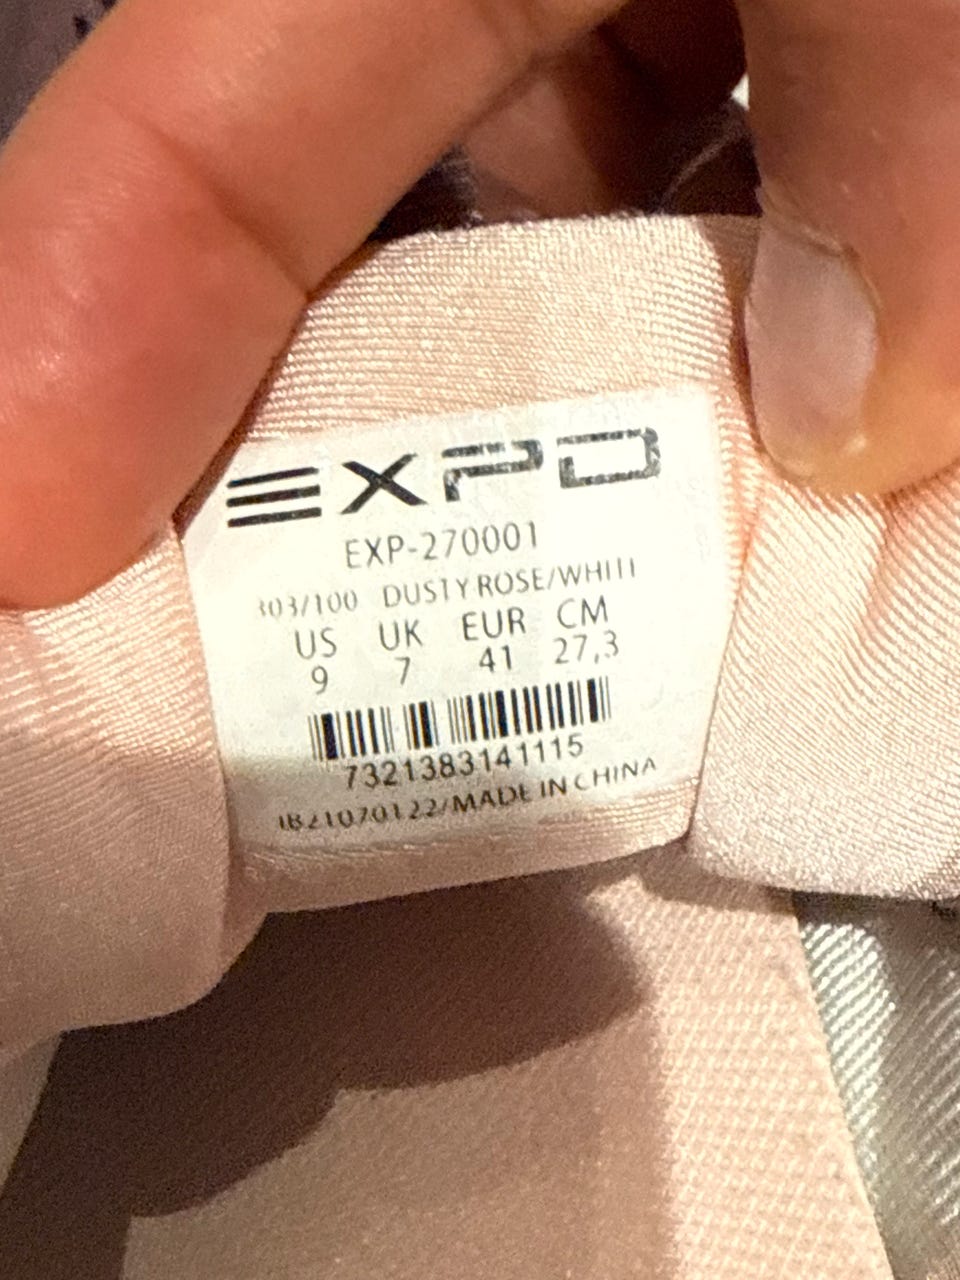 EXPO
EXP-270001
303/100 DUSTY ROSE/WHITE
US UK EUR CM
9 7 41 27,3
7321383141115
IB21070122/MADE IN CHINA